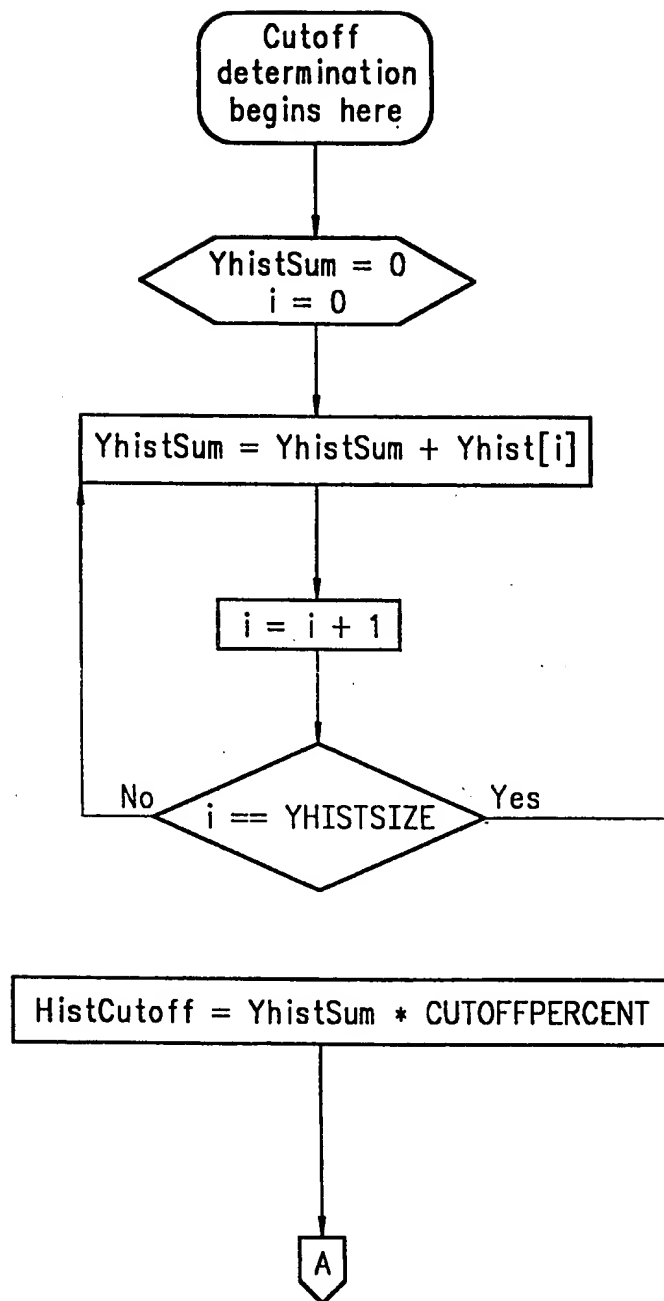 Cutoff
determination
begins here
YhistSum = 0
i = 0
YhistSum = YhistSum + Yhist[i]
i = i + 1
No
i == YHISTSIZE
Yes
HistCutoff = YhistSum * CUTOFFPERCENT
A